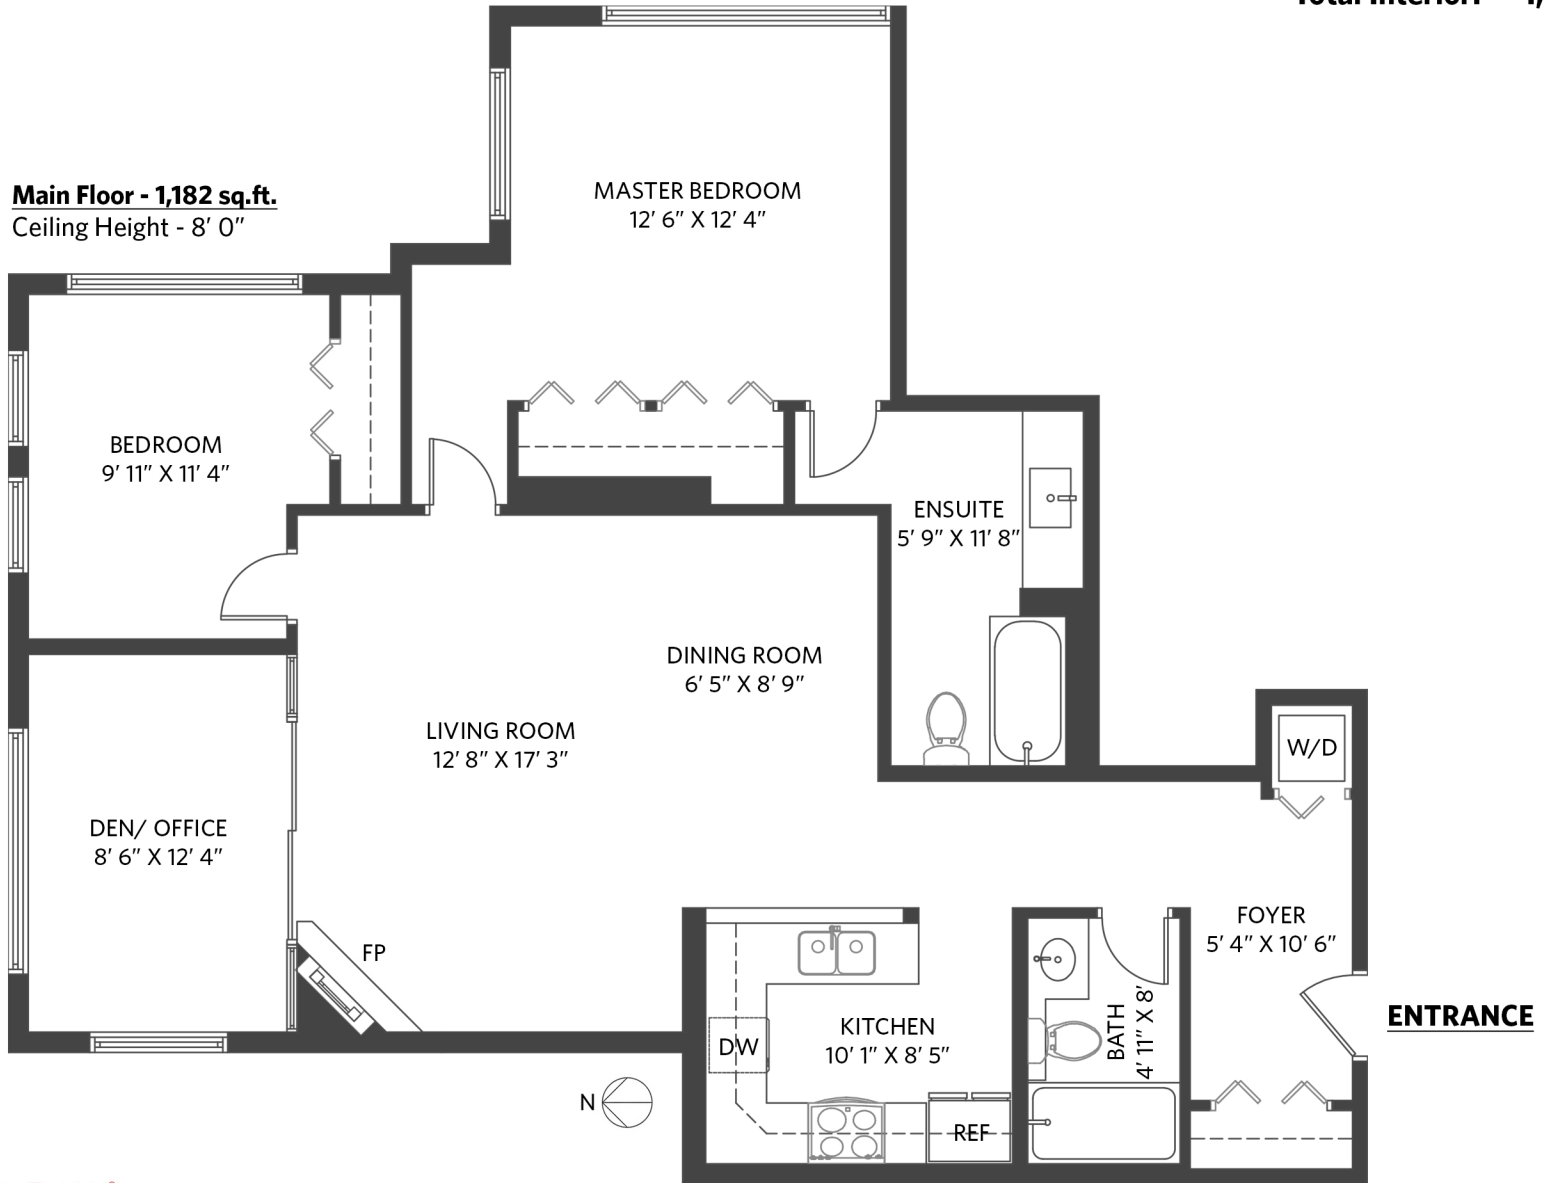 Main Floor - 1,182 sq.ft.
Ceiling Height - 8’ 0”
MASTER BEDROOM
12’ 6” X 12’ 4”
BEDROOM
9’ 11” X 11’ 4”
ENSUITE
5’ 9” X 11’ 8”
DINING ROOM
6’ 5” X 8’ 9”
LIVING ROOM
12’ 8” X 17’ 3”
W/D
DEN/ OFFICE
8’ 6” X 12’ 4”
FP
FOYER
5’ 4” X 10’ 6”
ENTRANCE
KITCHEN
10’ 1” X 8’ 5”
DW
BATH
4’ 11” X 8’
REF
N